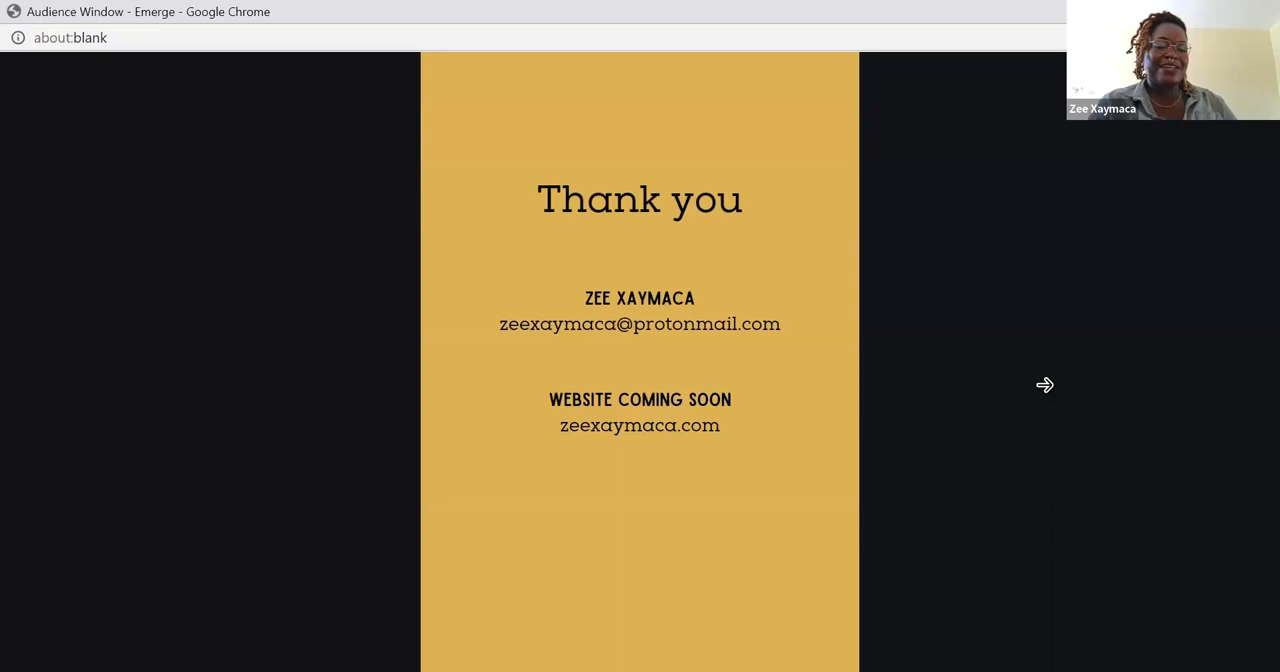 Audience Window - Emerge - Google Chrome
about:blank
Zee Xaymaca
Thank you
ZEE XAYMACA
zeexaymaca@protonmail.com
WEBSITE COMING SOON
zeexaymaca.com